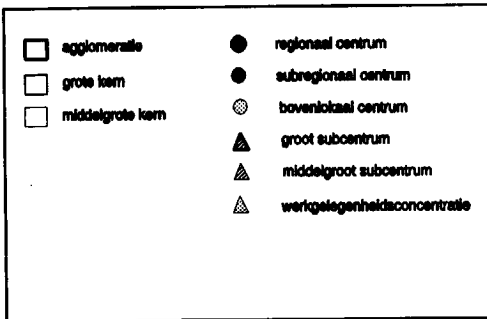 agglomeratie
grote kern
middelgrote kern
regionaal centrum
subregionaal centrum
bovenlokaal centrum
groot subcentrum
middelgroot subcentrum
werkgelegenheidsconcentratie